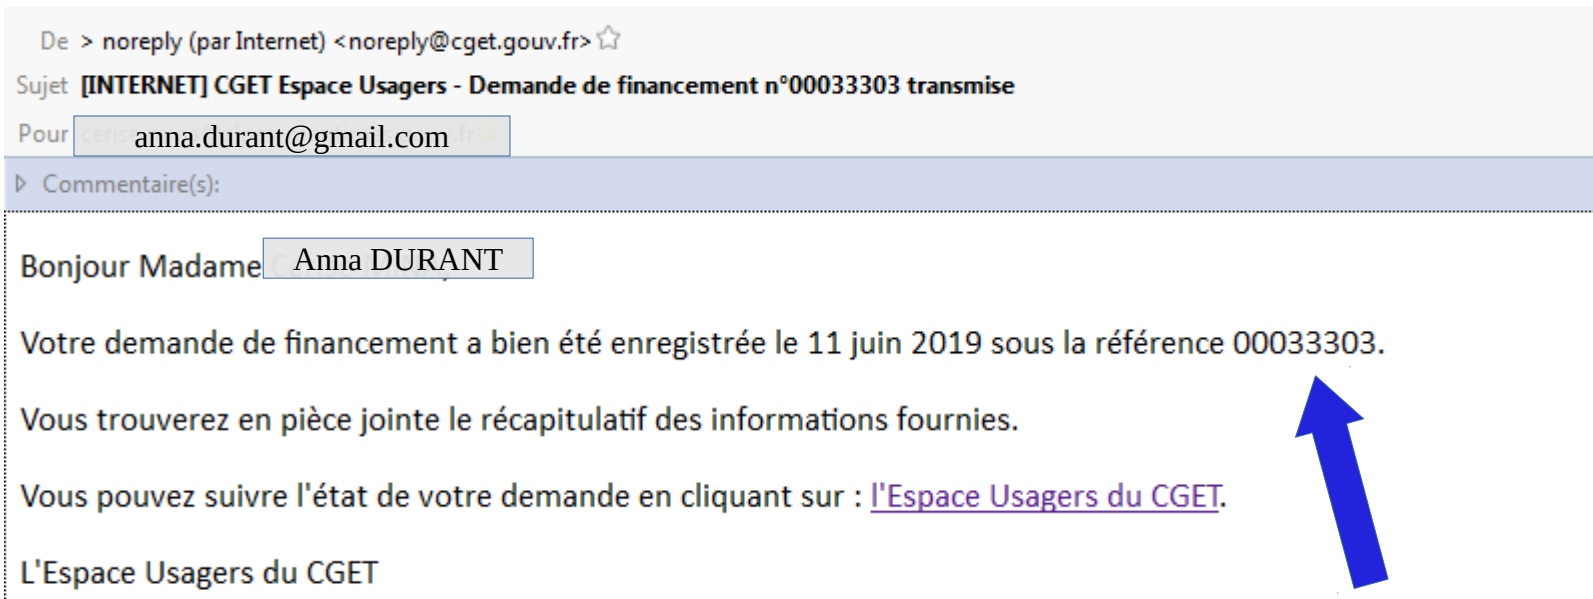 De > noreply (par Internet) <noreply@cget.gouv.fr>
Sujet [INTERNET] CGET Espace Usagers - Demande de financement n°00033303 transmise
Pour anna.durant@gmail.com
Commentaire(s):
Bonjour Madame Anna DURANT
Votre demande de financement a bien été enregistrée le 11 juin 2019 sous la référence 00033303.
Vous trouverez en pièce jointe le récapitulatif des informations fournies.
Vous pouvez suivre l'état de votre demande en cliquant sur : l'Espace Usagers du CGET.
L'Espace Usagers du CGET